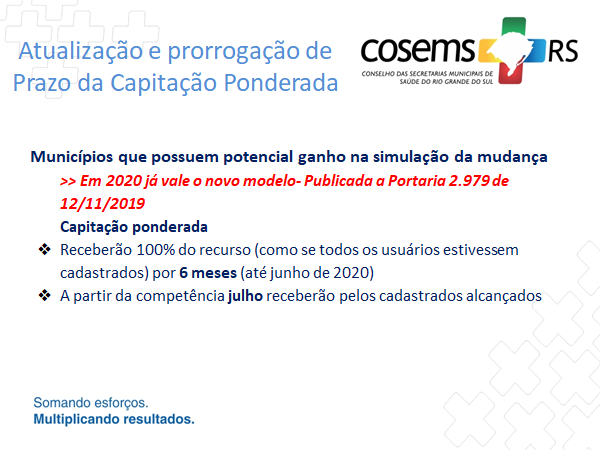 Atualização e prorrogação de
Prazo da Capitação Ponderada
cosems RS
CONSELHO DAS SECRETARIAS MUNICIPAIS DE
SAÚDE DO RIO GRANDE DO SUL
Municípios que possuem potencial ganho na simulação da mudança
>> Em 2020 já vale o novo modelo- Publicada a Portaria 2.979 de
12/11/2019
Capitação ponderada
❖ Receberão 100% do recurso (como se todos os usuários estivessem
cadastrados) por 6 meses (até junho de 2020)
❖ A partir da competência julho receberão pelos cadastrados alcançados
Somando esforços.
Multiplicando resultados.